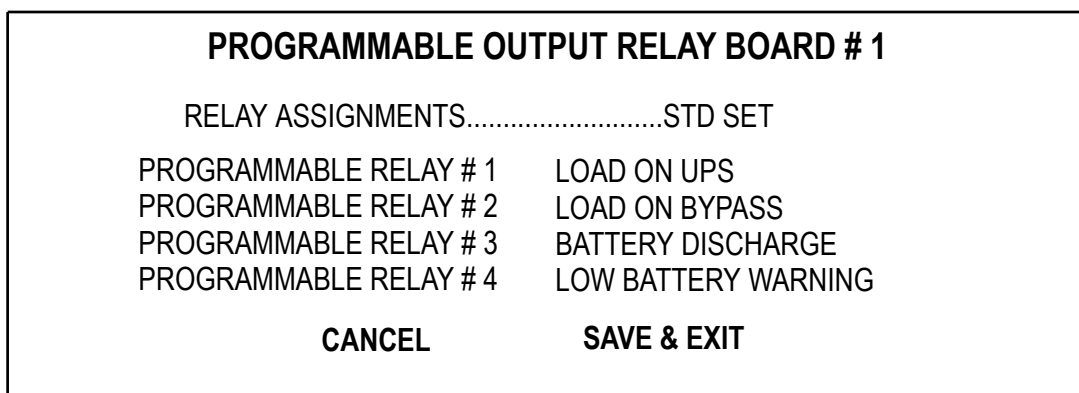 PROGRAMMABLE OUTPUT RELAY BOARD # 1
RELAY ASSIGNMENTS...........................STD SET
PROGRAMMABLE RELAY # 1 LOAD ON UPS
PROGRAMMABLE RELAY # 2 LOAD ON BYPASS
PROGRAMMABLE RELAY # 3 BATTERY DISCHARGE
PROGRAMMABLE RELAY # 4 LOW BATTERY WARNING
CANCEL SAVE & EXIT